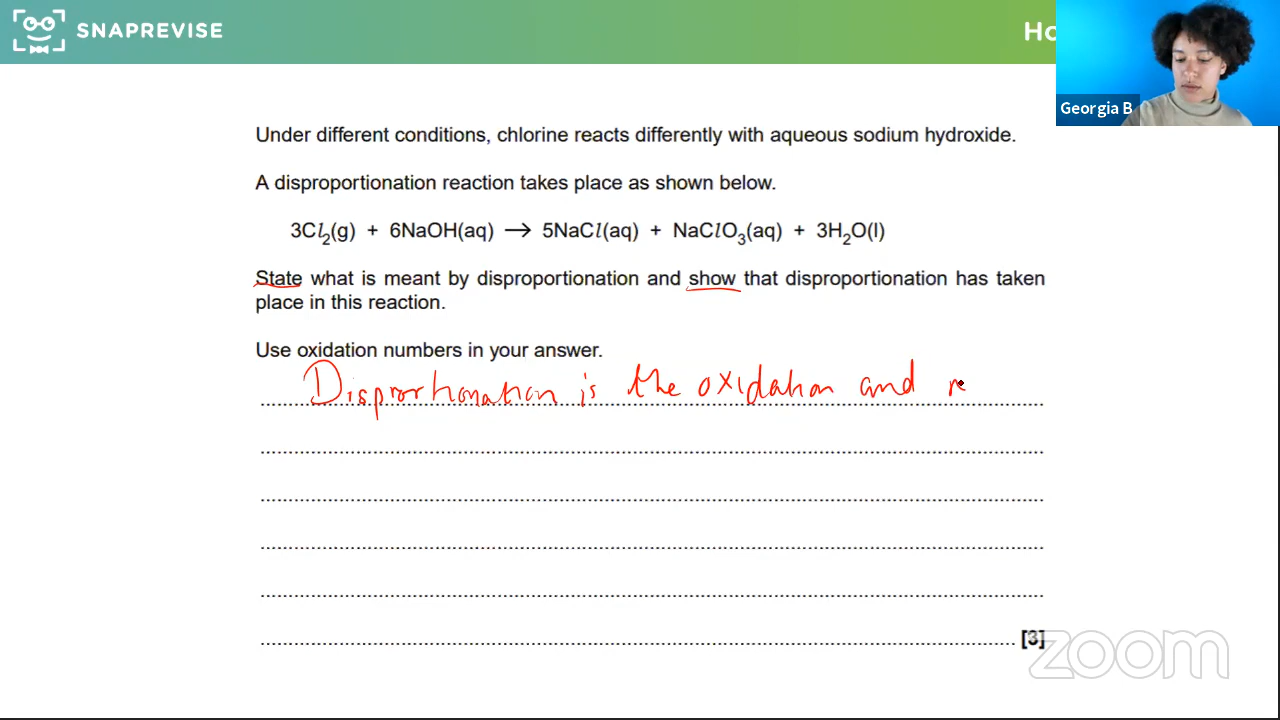 SNAPREVISE
Georgia B
Under different conditions, chlorine reacts differently with aqueous sodium hydroxide.
A disproportionation reaction takes place as shown below.
3Cl₂(g) + 6NaOH(aq) → 5NaCl(aq) + NaClO₃(aq) + 3H₂O(l)
State what is meant by disproportionation and show that disproportionation has taken
place in this reaction.
Use oxidation numbers in your answer.
Disprortionation is the oxidation and r
[3]
zoom